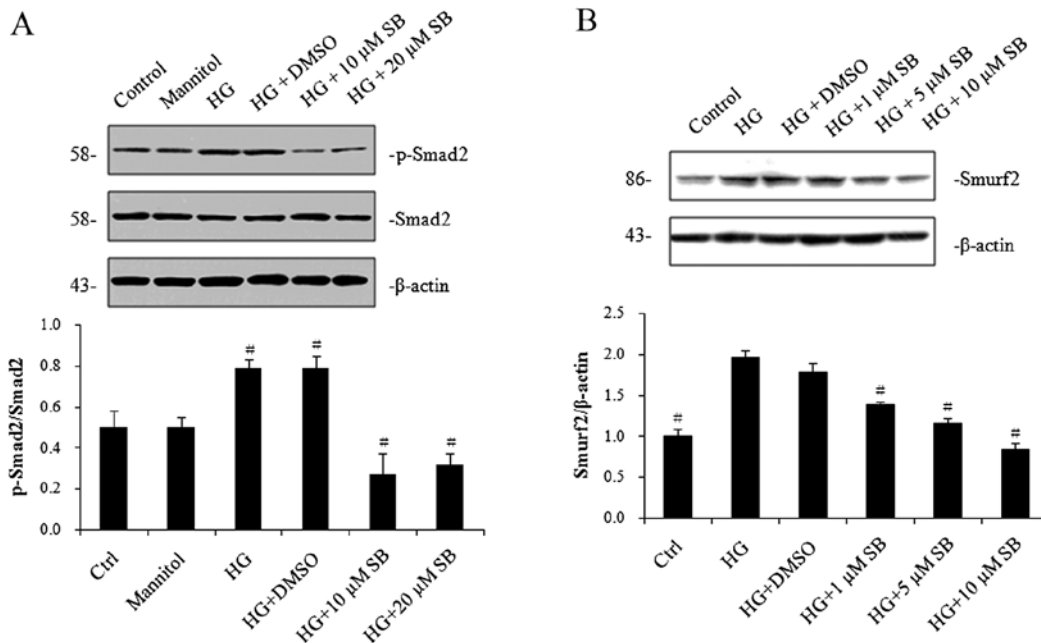 A
Control
Mannitol
HG
HG + DMSO
HG + 10 μM SB
HG + 20 μM SB
58-
-p-Smad2
58-
-Smad2
43-
-β-actin
p-Smad2/Smad2
1.0
0.8
0.6
0.4
0.2
0.0
#
#
#
#
Ctrl
Mannitol
HG
HG+DMSO
HG+10 μM SB
HG+20 μM SB
B
Control
HG
HG + DMSO
HG +1 μM SB
HG + 5 μM SB
HG + 10 μM SB
86-
-Smurf2
43-
-β-actin
Smurf2/β-actin
2.5
2.0
1.5
1.0
0.5
0.0
#
#
#
#
Ctrl
HG
HG+DMSO
HG+1 μM SB
HG+5 μM SB
HG+10 μM SB